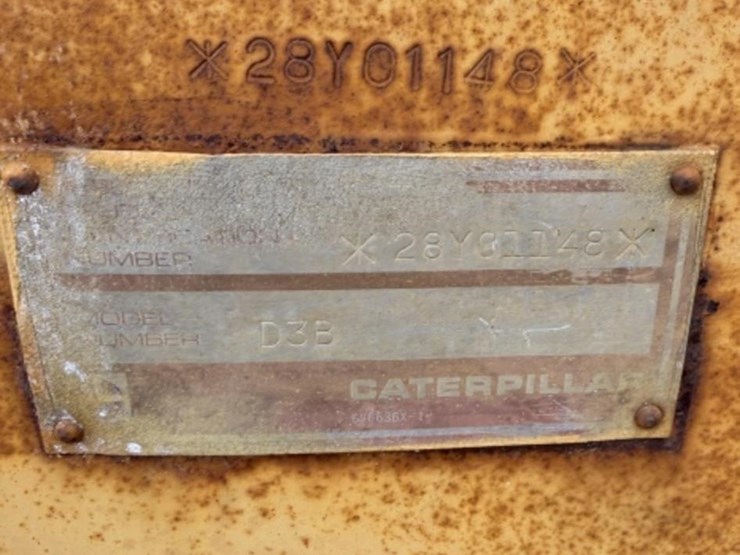 *28Y01148*
NUMBER *28Y01148*
MODEL
NUMBER D3B
CATERPILLAR